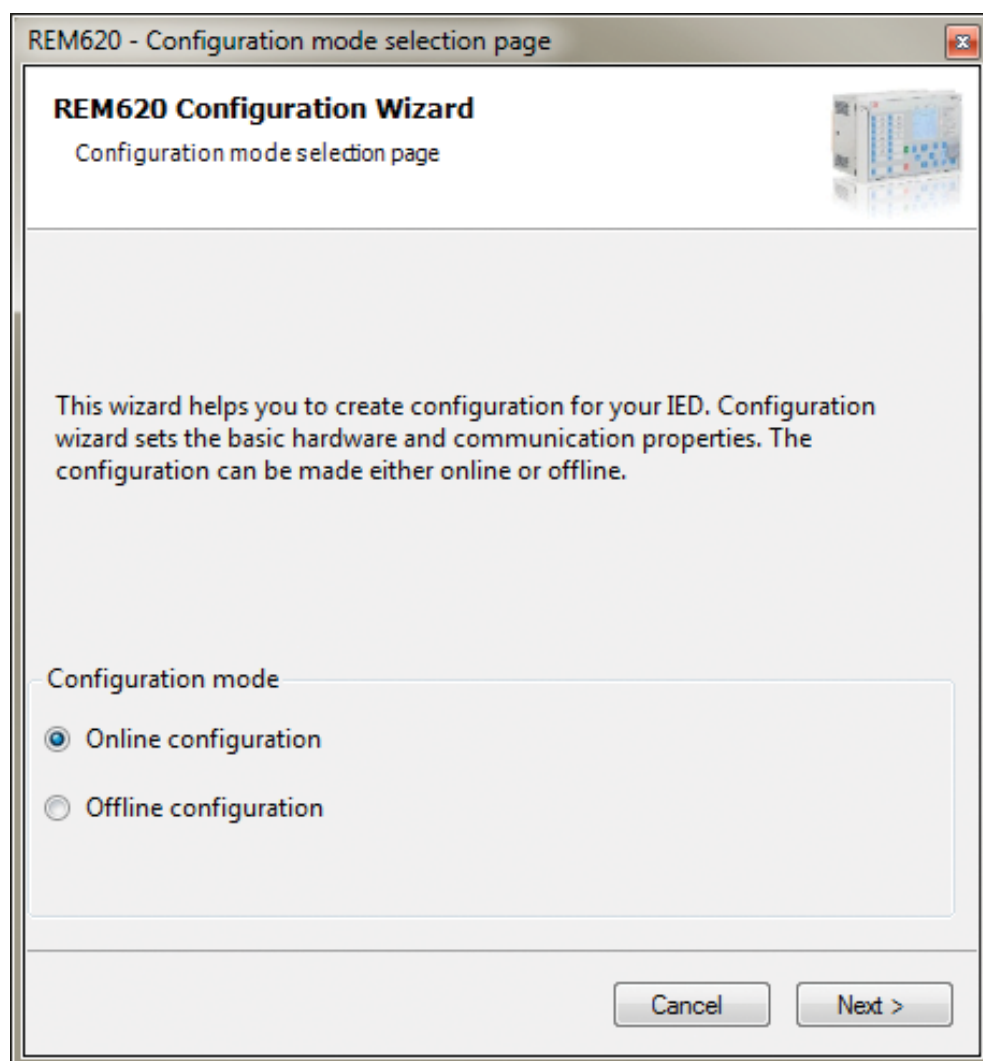 REM620 - Configuration mode selection page
REM620 Configuration Wizard
Configuration mode selection page
This wizard helps you to create configuration for your IED. Configuration
wizard sets the basic hardware and communication properties. The
configuration can be made either online or offline.
Configuration mode
Online configuration
Offline configuration
Cancel
Next >